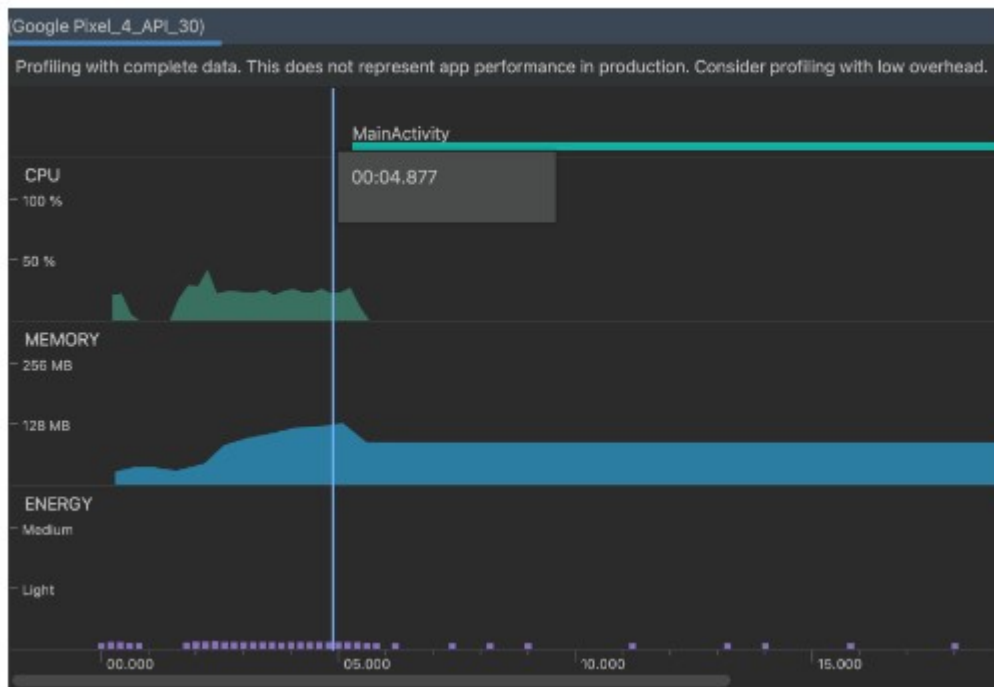 (Google Pixel_4_API_30)
Profiling with complete data. This does not represent app performance in production. Consider profiling with low overhead.
MainActivity
00:04.877
CPU
100 %
50 %
MEMORY
256 MB
128 MB
ENERGY
Medium
Light
00.000 05.000 10.000 15.000